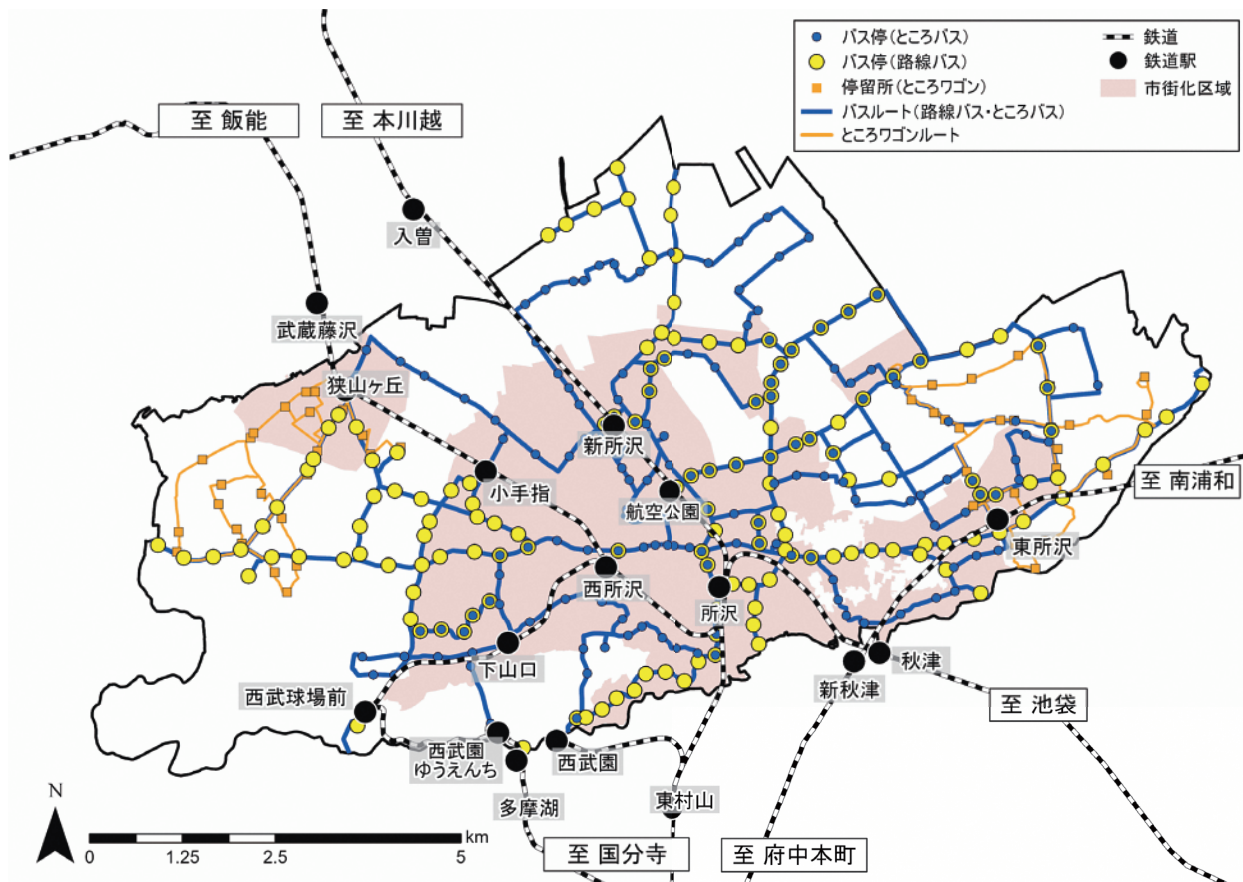 バス停(ところバス)
バス停(路線バス)
停留所(ところワゴン)
バスルート(路線バス・ところバス)
ところワゴンルート
鉄道
鉄道駅
市街化区域
至 飯能
至 本川越
入曽
武蔵藤沢
狭山ヶ丘
新所沢
小手指
航空公園
至 南浦和
東所沢
西所沢
所沢
下山口
秋津
新秋津
西武球場前
至 池袋
西武園
ゆうえんち
西武園
多摩湖
東村山
N
km
0
1.25
2.5
5
至 国分寺
至 府中本町